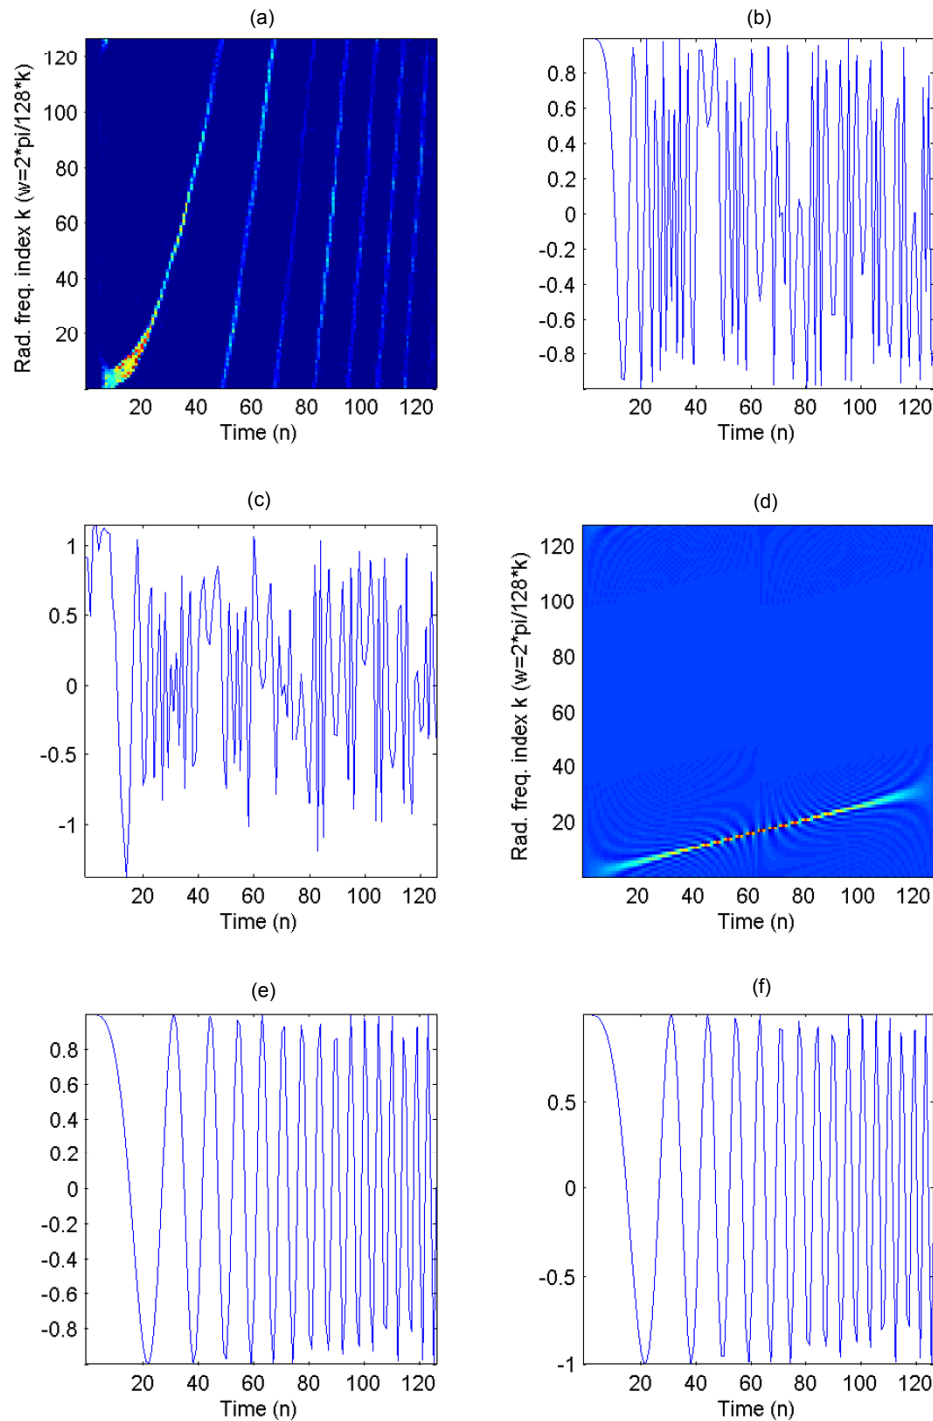 (a)
(b)
Rad. freq. index k (w=2*pi/128*k)
120
100
80
60
40
20
20 40 60 80 100 120
Time (n)
0.8
0.6
0.4
0.2
0
-0.2
-0.4
-0.6
-0.8
20 40 60 80 100 120
Time (n)
(c)
(d)
1
0.5
0
-0.5
-1
20 40 60 80 100 120
Time (n)
Rad. freq. index k (w=2*pi/128*k)
120
100
80
60
40
20
20 40 60 80 100 120
Time (n)
(e)
(f)
0.8
0.6
0.4
0.2
0
-0.2
-0.4
-0.6
-0.8
20 40 60 80 100 120
Time (n)
0.5
0
-0.5
-1
20 40 60 80 100 120
Time (n)